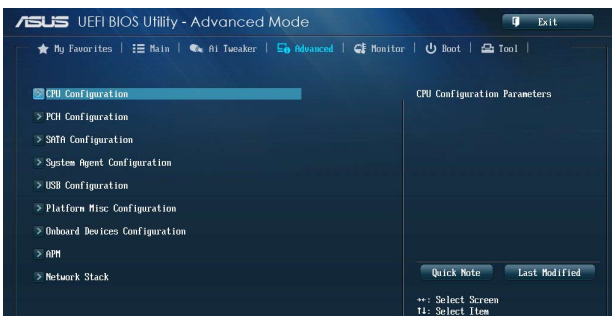 ASUS UEFI BIOS Utility - Advanced Mode
Exit
My Favorites | Main | Ai Tweaker | Advanced | Monitor | Boot | Tool |
> CPU Configuration
CPU Configuration Parameters
> PCH Configuration
> SATA Configuration
> System Agent Configuration
> USB Configuration
> Platform Misc Configuration
> Onboard Devices Configuration
> APM
> Network Stack
Quick Note
Last Modified
→←: Select Screen
↑↓: Select Item